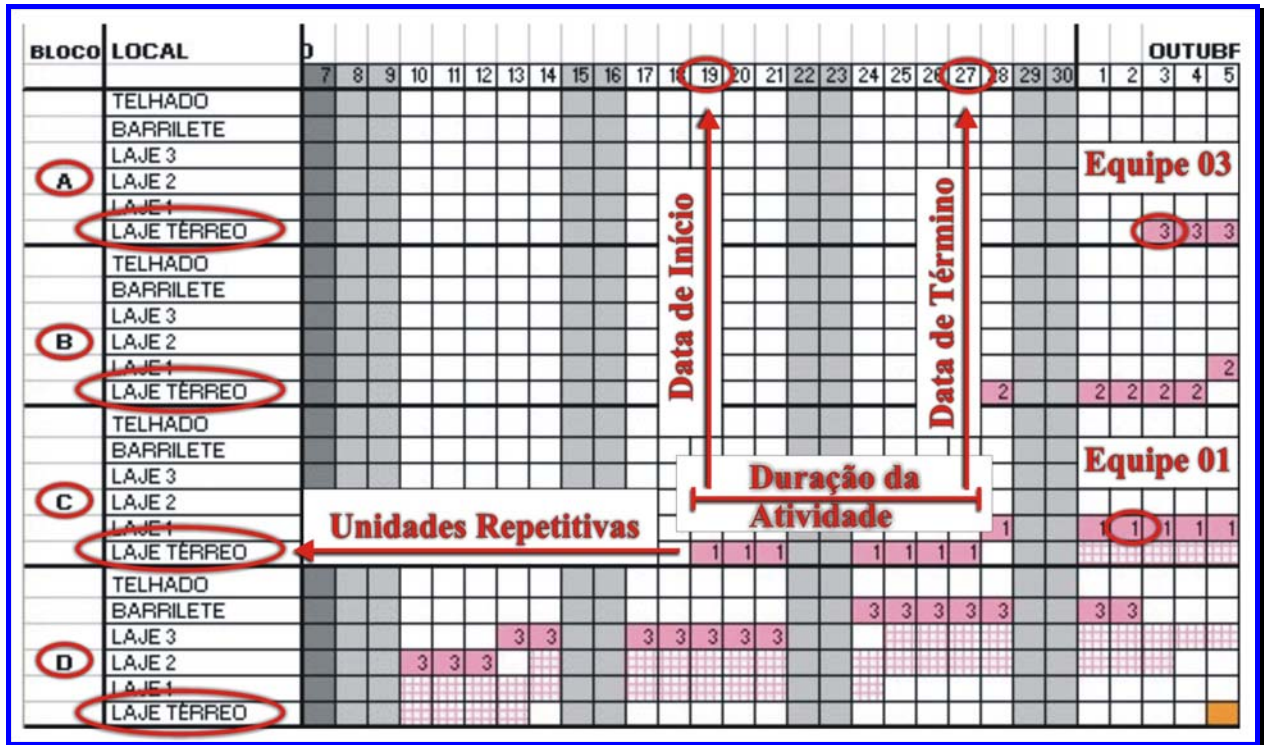 BLOCO LOCAL O OUTUBR
7 8 9 10 11 12 13 14 15 16 17 18 19 20 21 22 23 24 25 26 27 28 29 30 1 2 3 4 5
TELHADO
BARRILETE
LAJE 3
Equipe 03
A LAJE 2
LAJE 1
LAJE TÉRREO 3 3 3
Data de Início
Data de Término
TELHADO
BARRILETE
LAJE 3
B LAJE 2
LAJE 1 2
LAJE TÉRREO 2 2 2 2 2
TELHADO
BARRILETE
Equipe 01
LAJE 3
Duração da
Atividade
C LAJE 2
Unidades Repetitivas
LAJE 1 1 1 1 1 1 1
LAJE TÉRREO 1 1 1 1 1 1 1
TELHADO
BARRILETE 3 3 3 3 3 3 3
LAJE 3 3 3 3 3 3 3 3
D LAJE 2 3 3 3
LAJE 1
LAJE TÉRREO